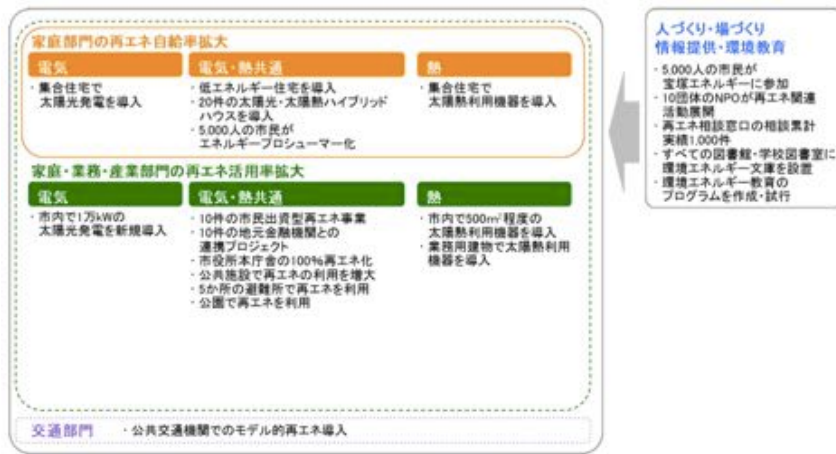 家庭部門の再エネ自給率拡大
電気
・集合住宅で
太陽光発電を導入
電気・熱共通
・低エネルギー住宅を導入
・20件の太陽光・太陽熱ハイブリッド
ハウスを導入
・5,000人の市民が
エネルギープロシューマー化
熱
・集合住宅で
太陽熱利用機器を導入
家庭・業務・産業部門の再エネ活用率拡大
電気
・市内で1万kWの
太陽光発電を新規導入
電気・熱共通
・10件の市民出資型再エネ事業
・10件の地元金融機関との
連携プロジェクト
・市役所本庁舎の100%再エネ化
・公共施設で再エネの利用を増大
・5か所の避難所で再エネを利用
・公園で再エネを利用
熱
・市内で500㎡程度の
太陽熱利用機器を導入
・業務用建物で太陽熱利用
機器を導入
交通部門
・公共交通機関でのモデル的再エネ導入
人づくり・場づくり
情報提供・環境教育
・5,000人の市民が
宝塚エネルギーに参加
・10団体のNPOが再エネ関連
活動展開
・再エネ相談窓口の相談累計
実績1,000件
・すべての図書館・学校図書室に
環境エネルギー文庫を設置
・環境エネルギー教育の
プログラムを作成・試行